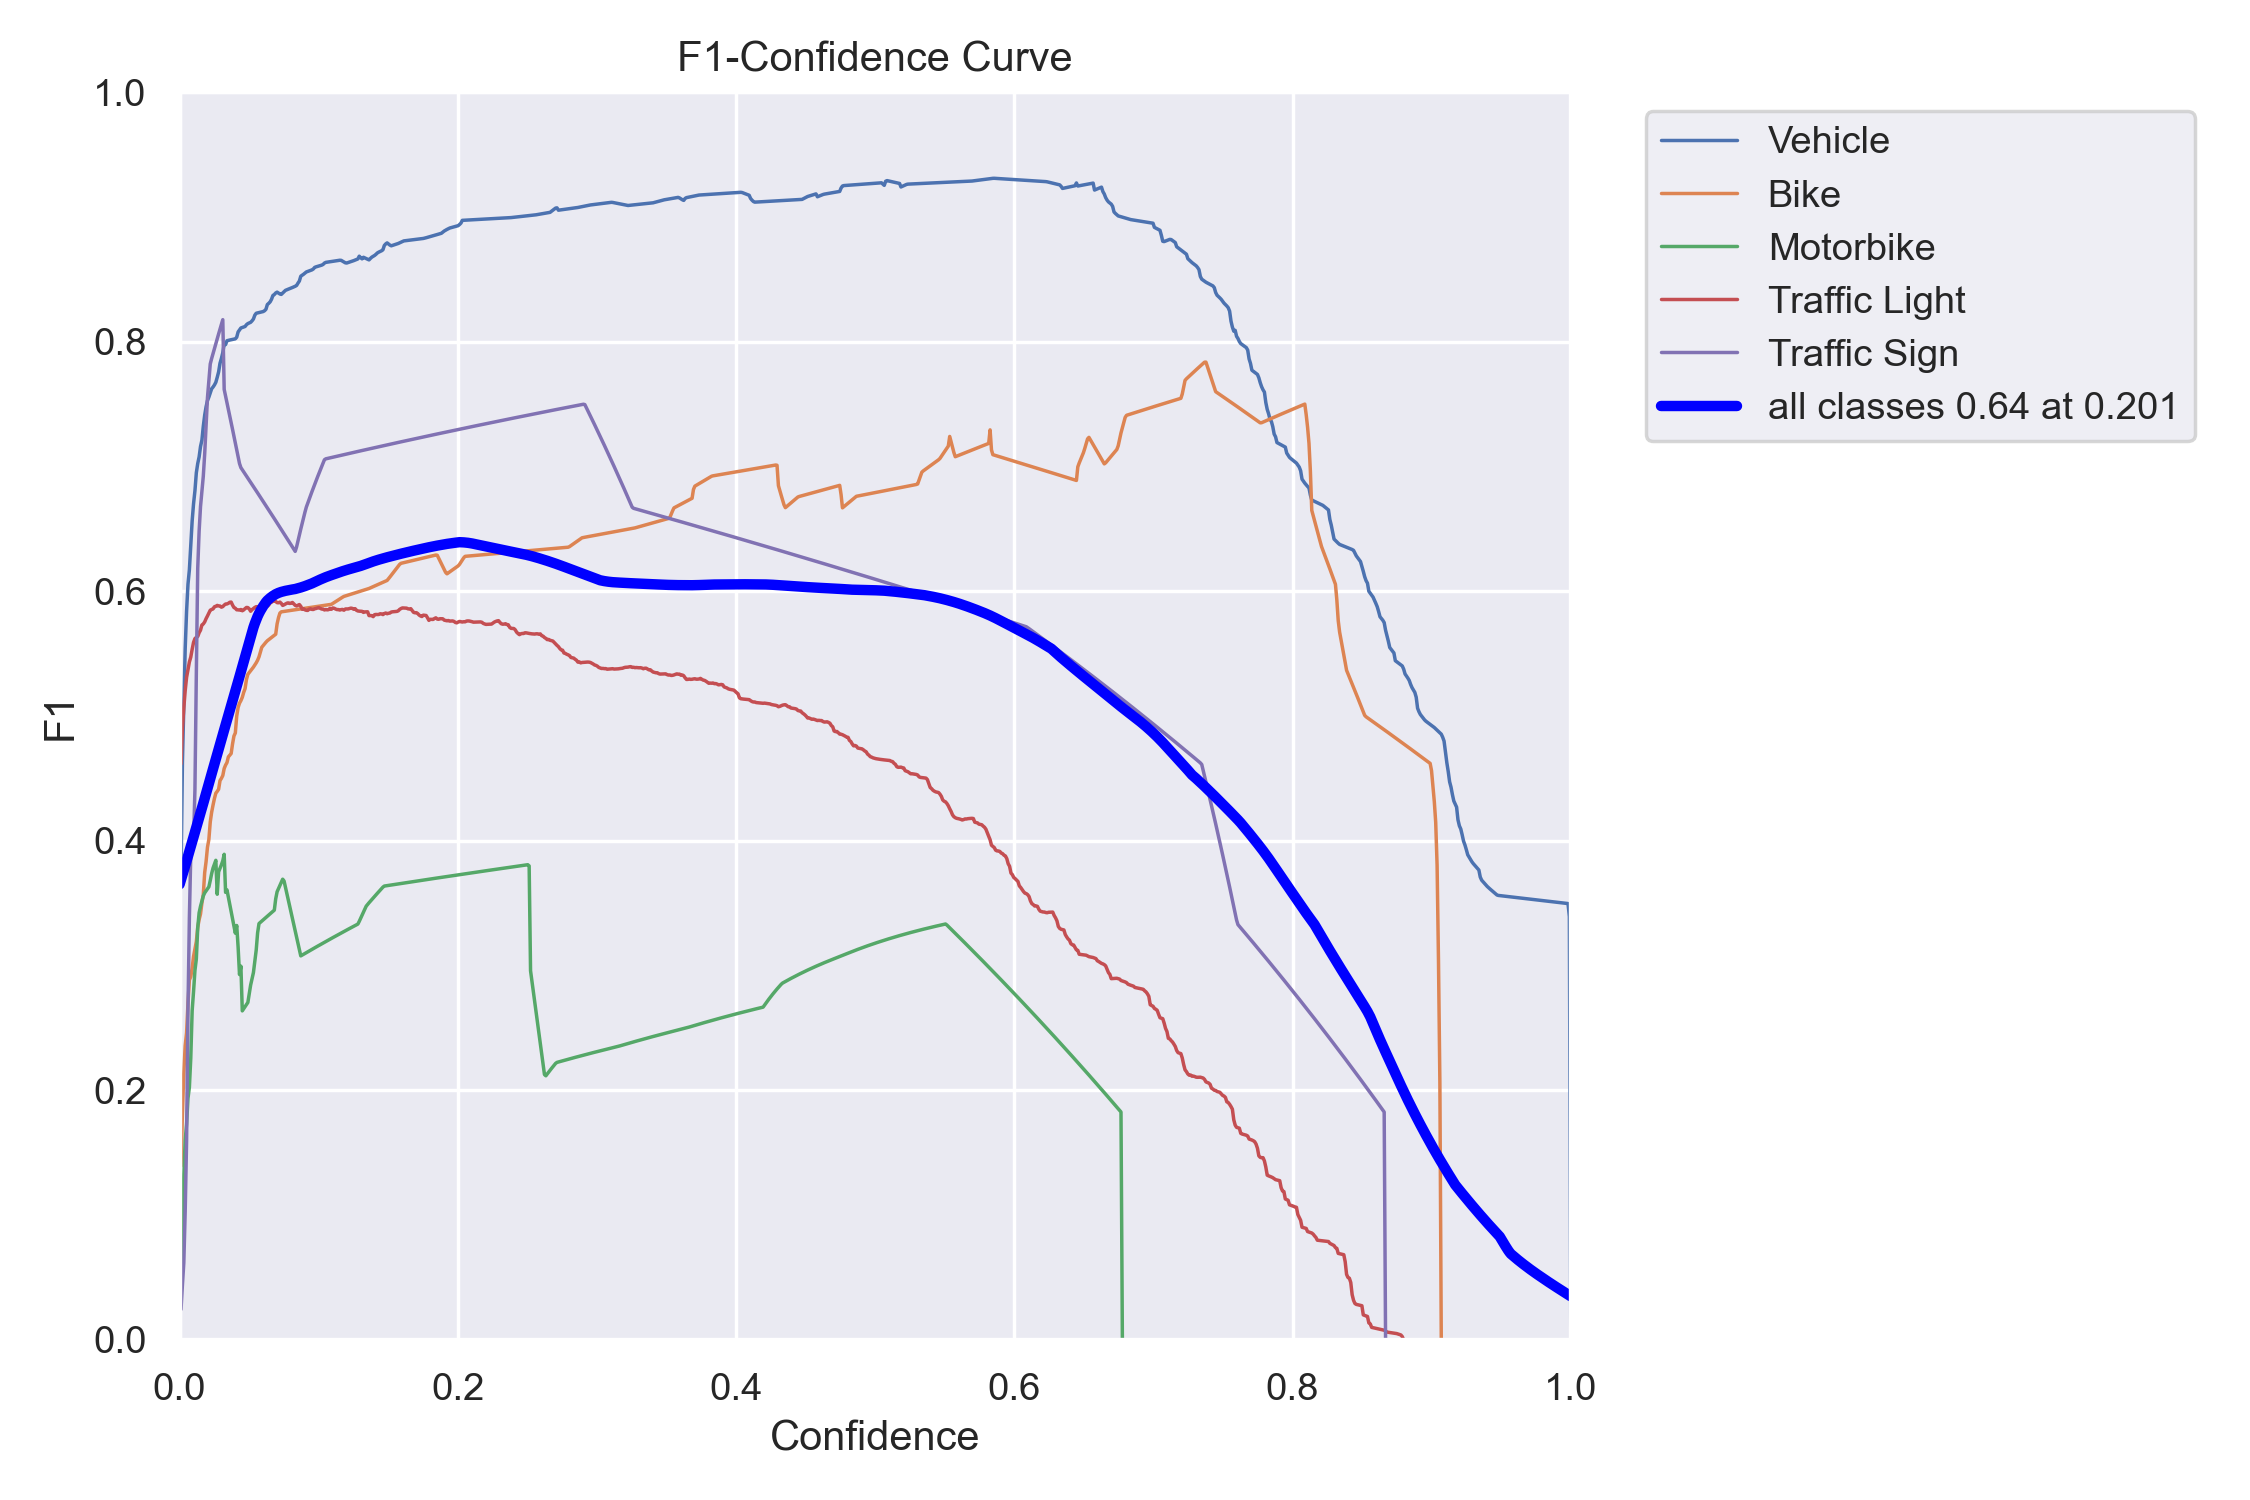 F1-Confidence Curve
1.0
0.8
0.6
0.4
0.2
0.0
F1
0.0 0.2 0.4 0.6 0.8 1.0
Confidence
Vehicle
Bike
Motorbike
Traffic Light
Traffic Sign
all classes 0.64 at 0.201